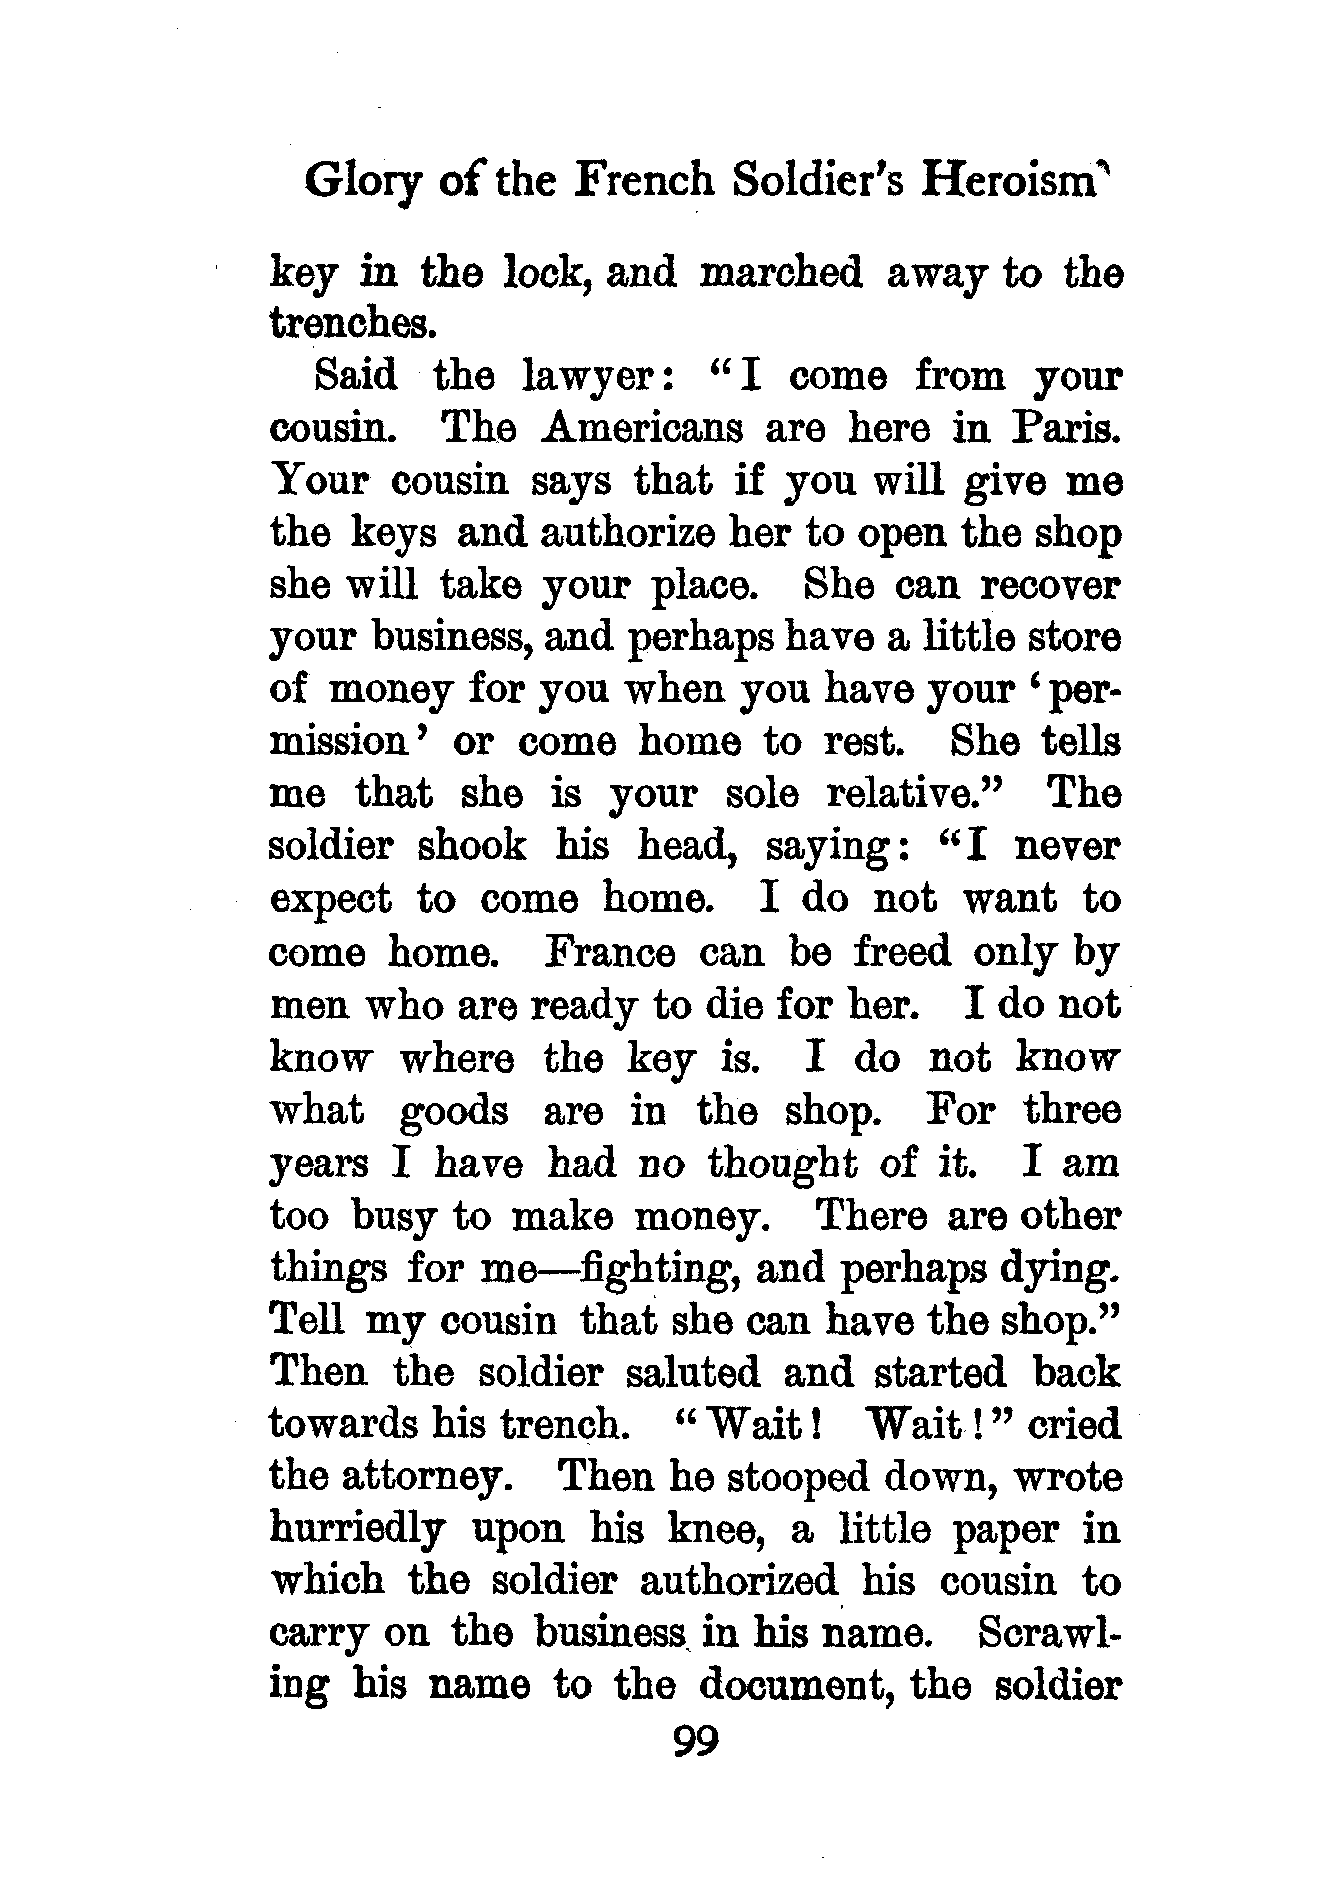 Glory of the French Soldier's Heroism
key in the lock, and marched away to the
trenches.
Said the lawyer: "I come from your
cousin. The Americans are here in Paris.
Your cousin says that if you will give me
the keys and authorize her to open the shop
she will take your place. She can recover
your business, and perhaps have a little store
of money for you when you have your 'per-
mission' or come home to rest. She tells
me that she is your sole relative." The
soldier shook his head, saying: "I never
expect to come home. I do not want to
come home. France can be freed only by
men who are ready to die for her. I do not
know where the key is. I do not know
what goods are in the shop. For three
years I have had no thought of it. I am
too busy to make money. There are other
things for me—fighting, and perhaps dying.
Tell my cousin that she can have the shop."
Then the soldier saluted and started back
towards his trench. "Wait! Wait!" cried
the attorney. Then he stooped down, wrote
hurriedly upon his knee, a little paper in
which the soldier authorized his cousin to
carry on the business in his name. Scrawl-
ing his name to the document, the soldier
99